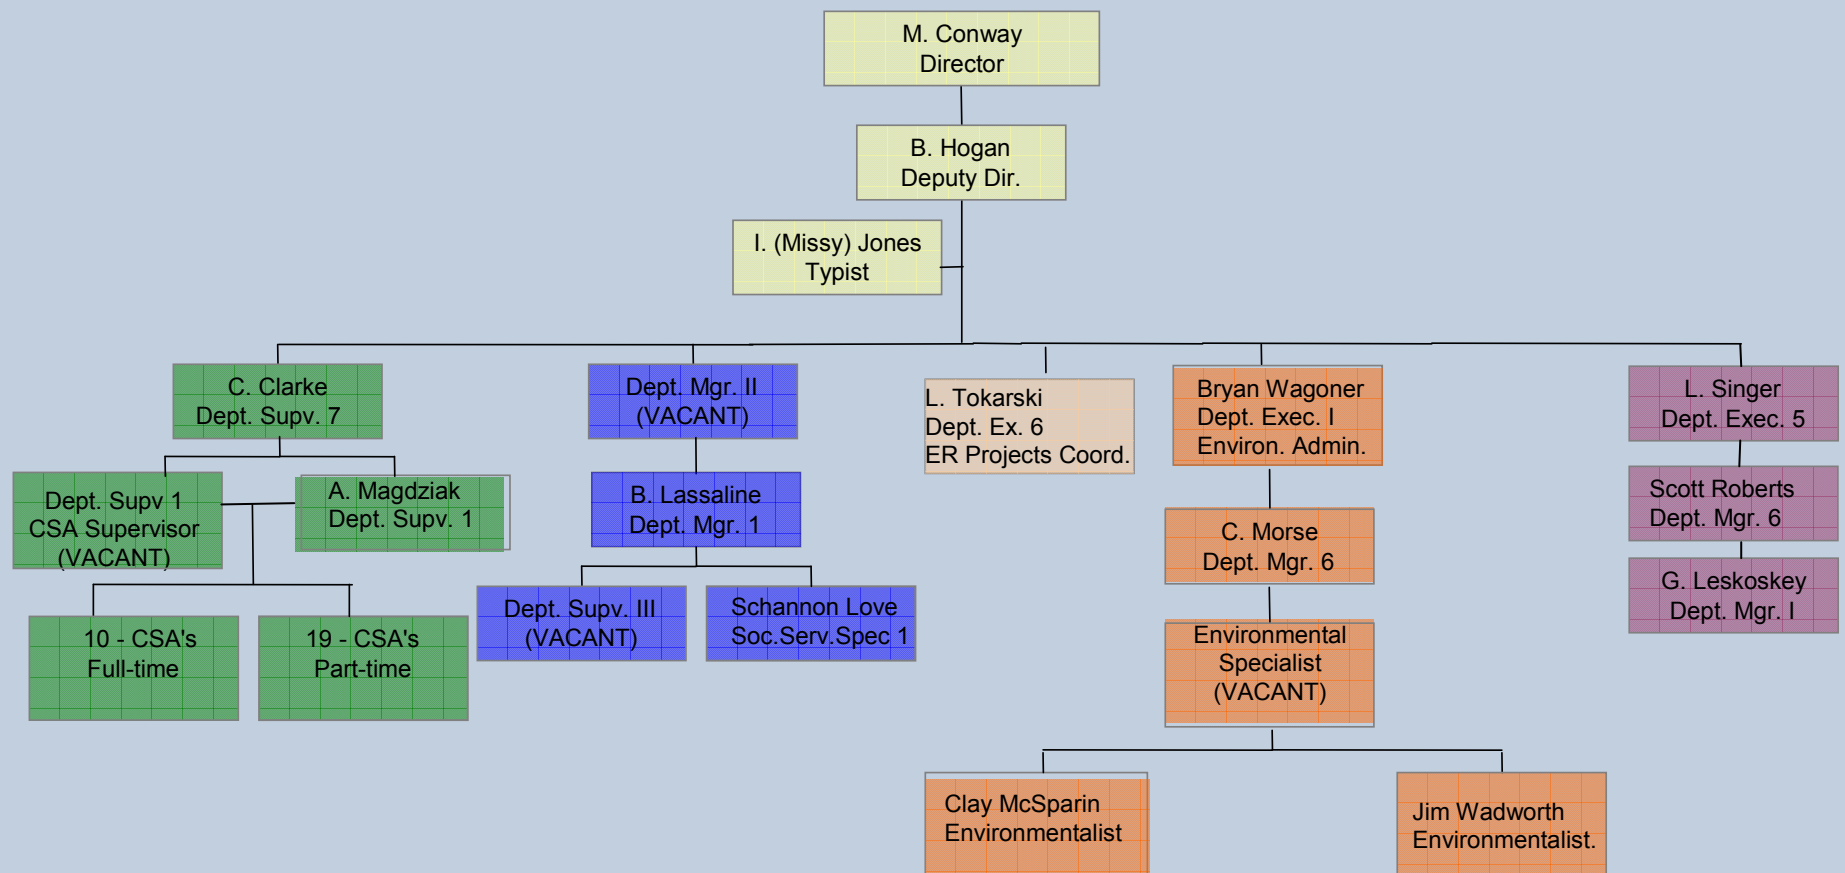 M. Conway
Director
B. Hogan
Deputy Dir.
I. (Missy) Jones
Typist
C. Clarke
Dept. Supv. 7
Dept. Mgr. II
(VACANT)
L. Tokarski
Dept. Ex. 6
ER Projects Coord.
Bryan Wagoner
Dept. Exec. I
Environ. Admin.
L. Singer
Dept. Exec. 5
Dept. Supv 1
CSA Supervisor
(VACANT)
A. Magdziak
Dept. Supv. 1
B. Lassaline
Dept. Mgr. 1
C. Morse
Dept. Mgr. 6
Scott Roberts
Dept. Mgr. 6
G. Leskoskey
Dept. Mgr. I
10 - CSA's
Full-time
19 - CSA's
Part-time
Dept. Supv. III
(VACANT)
Schannon Love
Soc.Serv.Spec 1
Environmental
Specialist
(VACANT)
Clay McSparin
Environmentalist
Jim Wadworth
Environmentalist.